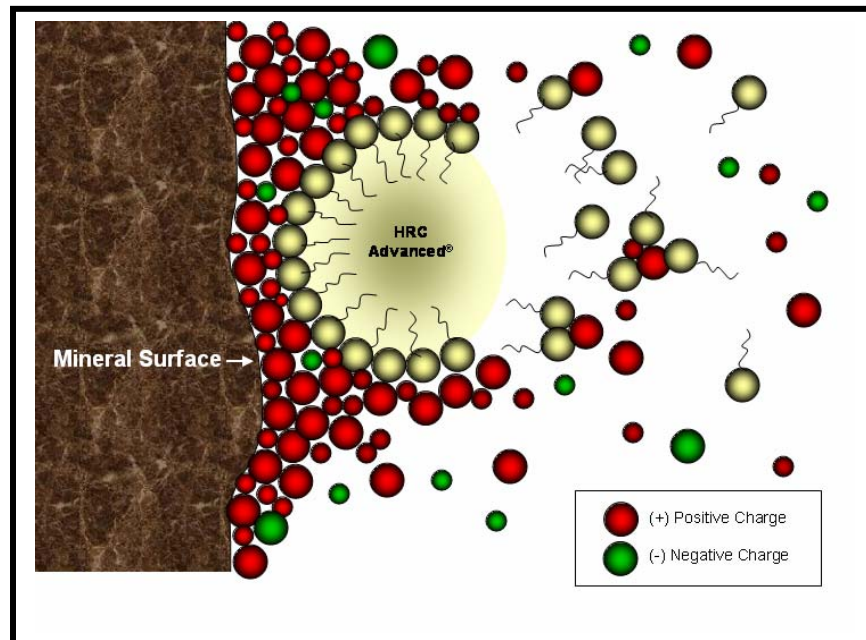 HRC
Advanced®
Mineral Surface
(+) Positive Charge
(-) Negative Charge